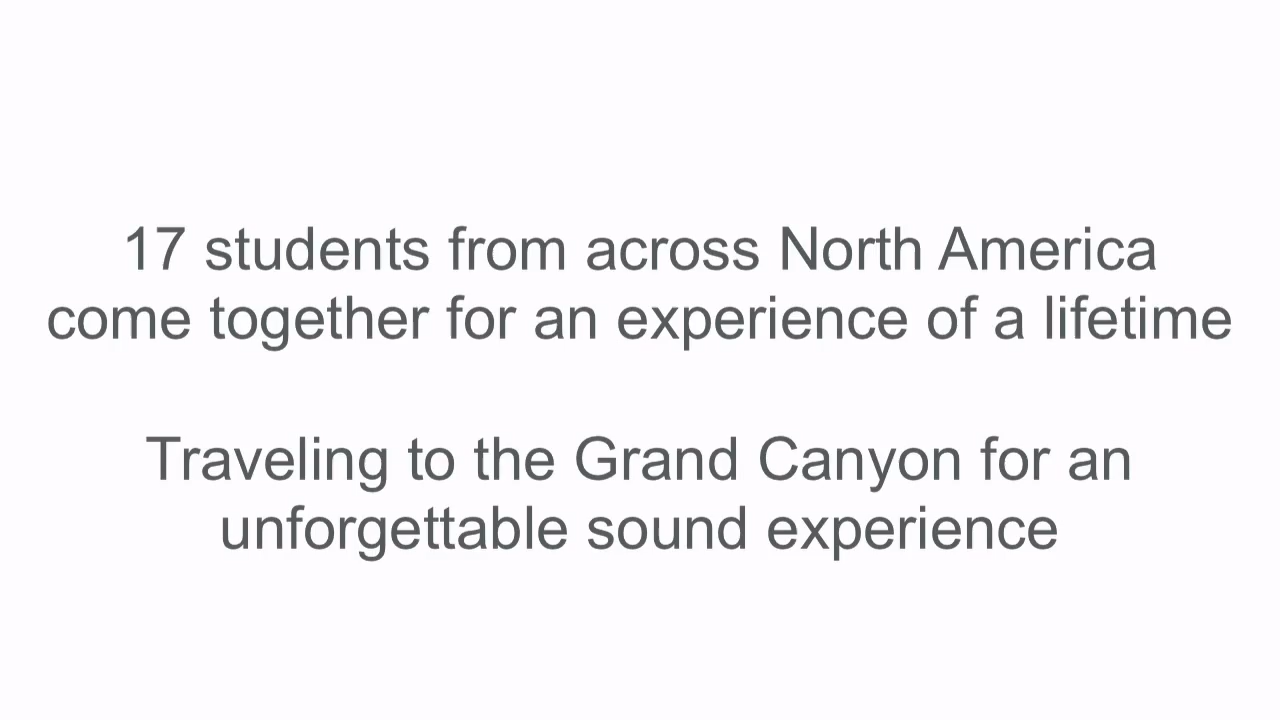 17 students from across North America
come together for an experience of a lifetime
Traveling to the Grand Canyon for an
unforgettable sound experience